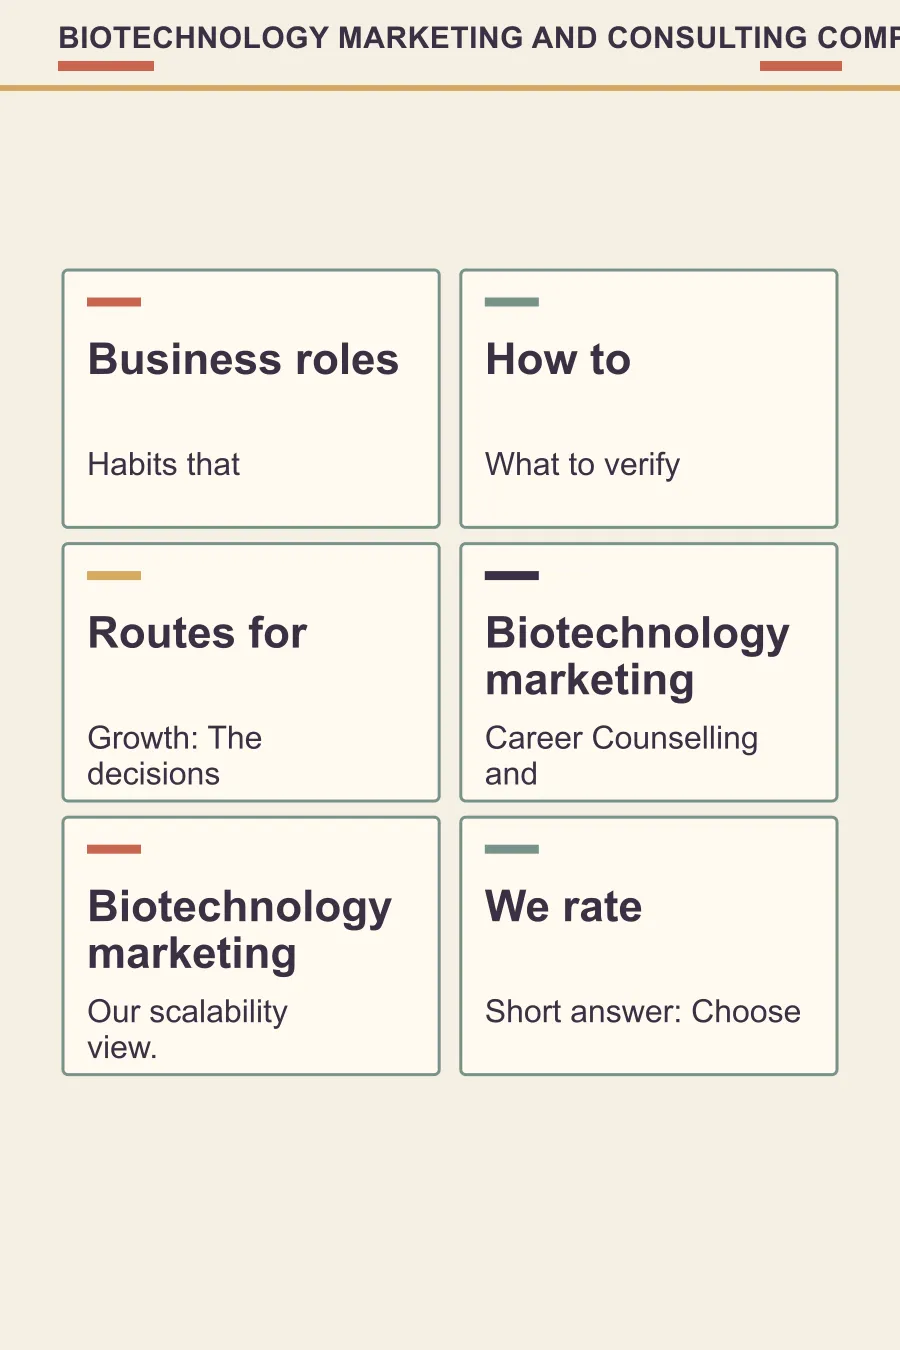 BIOTECHNOLOGY MARKETING AND CONSULTING
Business roles
Habits that
How to
What to verify
Routes for
Growth: The
decisions
Biotechnology
marketing
Career Counselling
and
Biotechnology
marketing
Our scalability
view.
We rate
Short answer: Choose